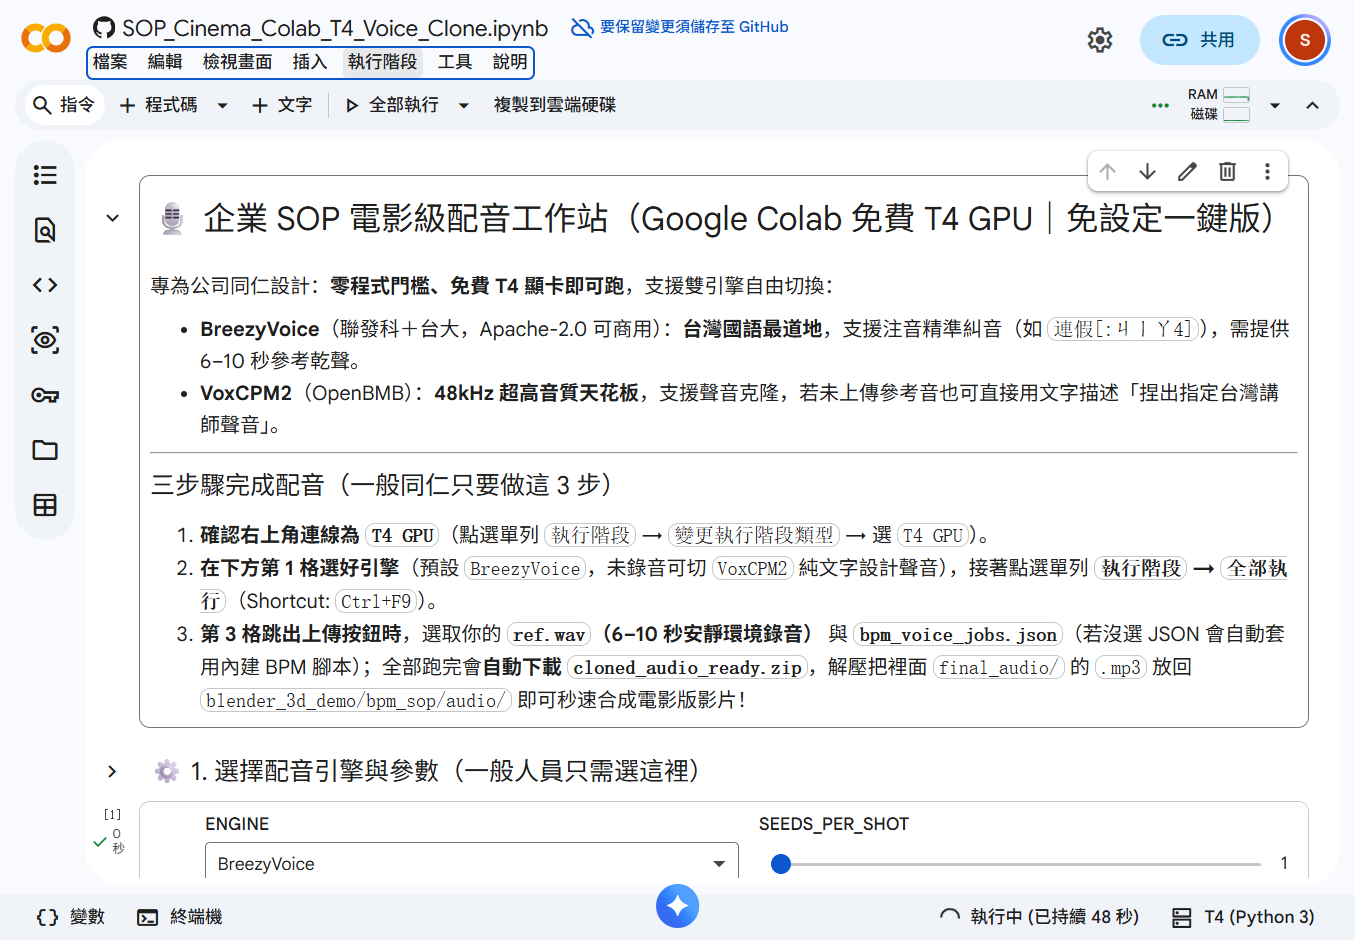 SOP_Cinema_Colab_T4_Voice_Clone.ipynb 要保留變更須儲存至 GitHub
檔案 編輯 檢視畫面 插入 執行階段 工具 說明
共用
S
指令 + 程式碼 + 文字 全部執行 複製到雲端硬碟
RAM
磁碟
企業 SOP 電影級配音工作站（Google Colab 免費 T4 GPU｜免設定一鍵版）
專為公司同仁設計：零程式門檻、免費 T4 顯卡即可跑，支援雙引擎自由切換：
• BreezyVoice（聯發科＋台大，Apache-2.0 可商用）：台灣國語最道地，支援注音精準糾音（如 連假[:ㄐㄧㄚ4]），需提供
6–10 秒參考乾聲。
• VoxCPM2（OpenBMB）：48kHz 超高音質天花板，支援聲音克隆，若未上傳參考音也可直接用文字描述「捏出指定台灣講
師聲音」。
三步驟完成配音（一般同仁只要做這 3 步）
1. 確認右上角連線為 T4 GPU（點選單列 執行階段 → 變更執行階段類型 → 選 T4 GPU）。
2. 在下方第 1 格選好引擎（預設 BreezyVoice，未錄音可切 VoxCPM2 純文字設計聲音），接著點選單列 執行階段 → 全部執
行（Shortcut: Ctrl+F9）。
3. 第 3 格跳出上傳按鈕時，選取你的 ref.wav（6–10 秒安靜環境錄音） 與 bpm_voice_jobs.json（若沒選 JSON 會自動套
用內建 BPM 腳本）；全部跑完會自動下載 cloned_audio_ready.zip，解壓把裡面 final_audio/ 的 .mp3 放回
blender_3d_demo/bpm_sop/audio/ 即可秒速合成電影版影片！
1. 選擇配音引擎與參數（一般人員只需選這裡）
[1]
0
秒
ENGINE SEEDS_PER_SHOT
BreezyVoice 1
變數 終端機 執行中 (已持續 48 秒) T4 (Python 3)